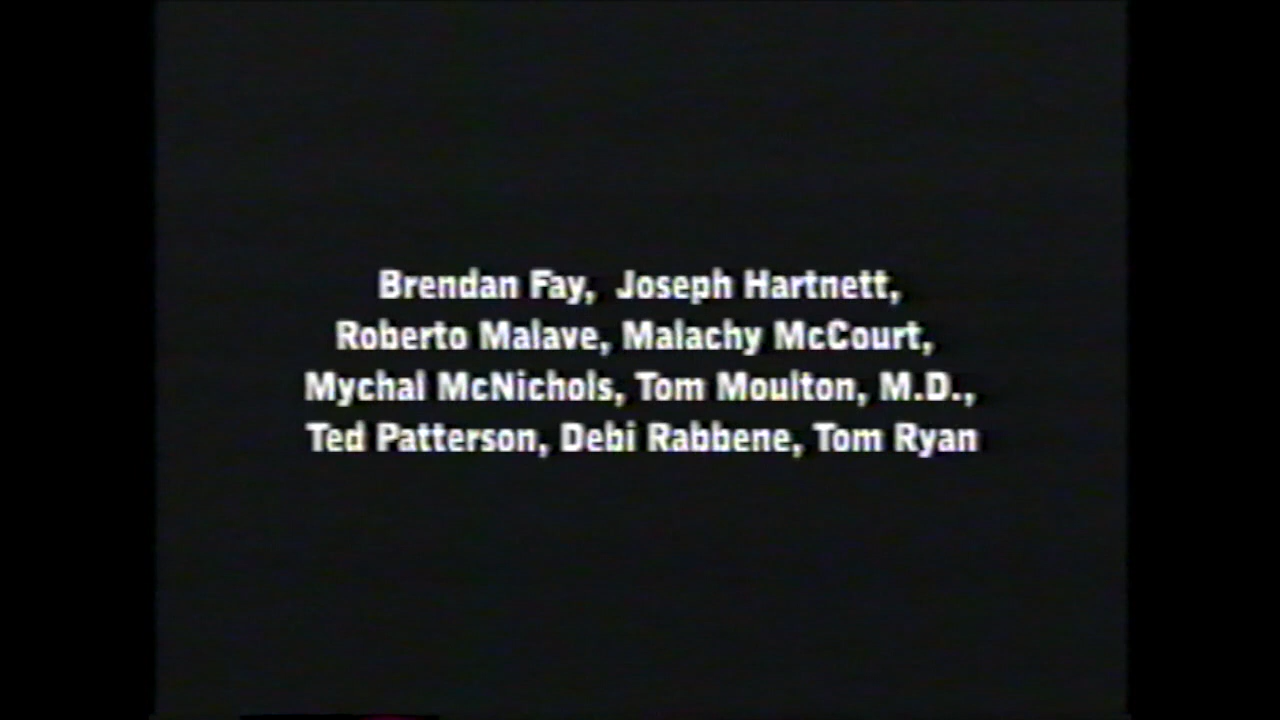 Brendan Fay, Joseph Hartnett,
Roberto Malave, Malachy McCourt,
Mychal McNichols, Tom Moulton, M.D.,
Ted Patterson, Debi Rabbene, Tom Ryan